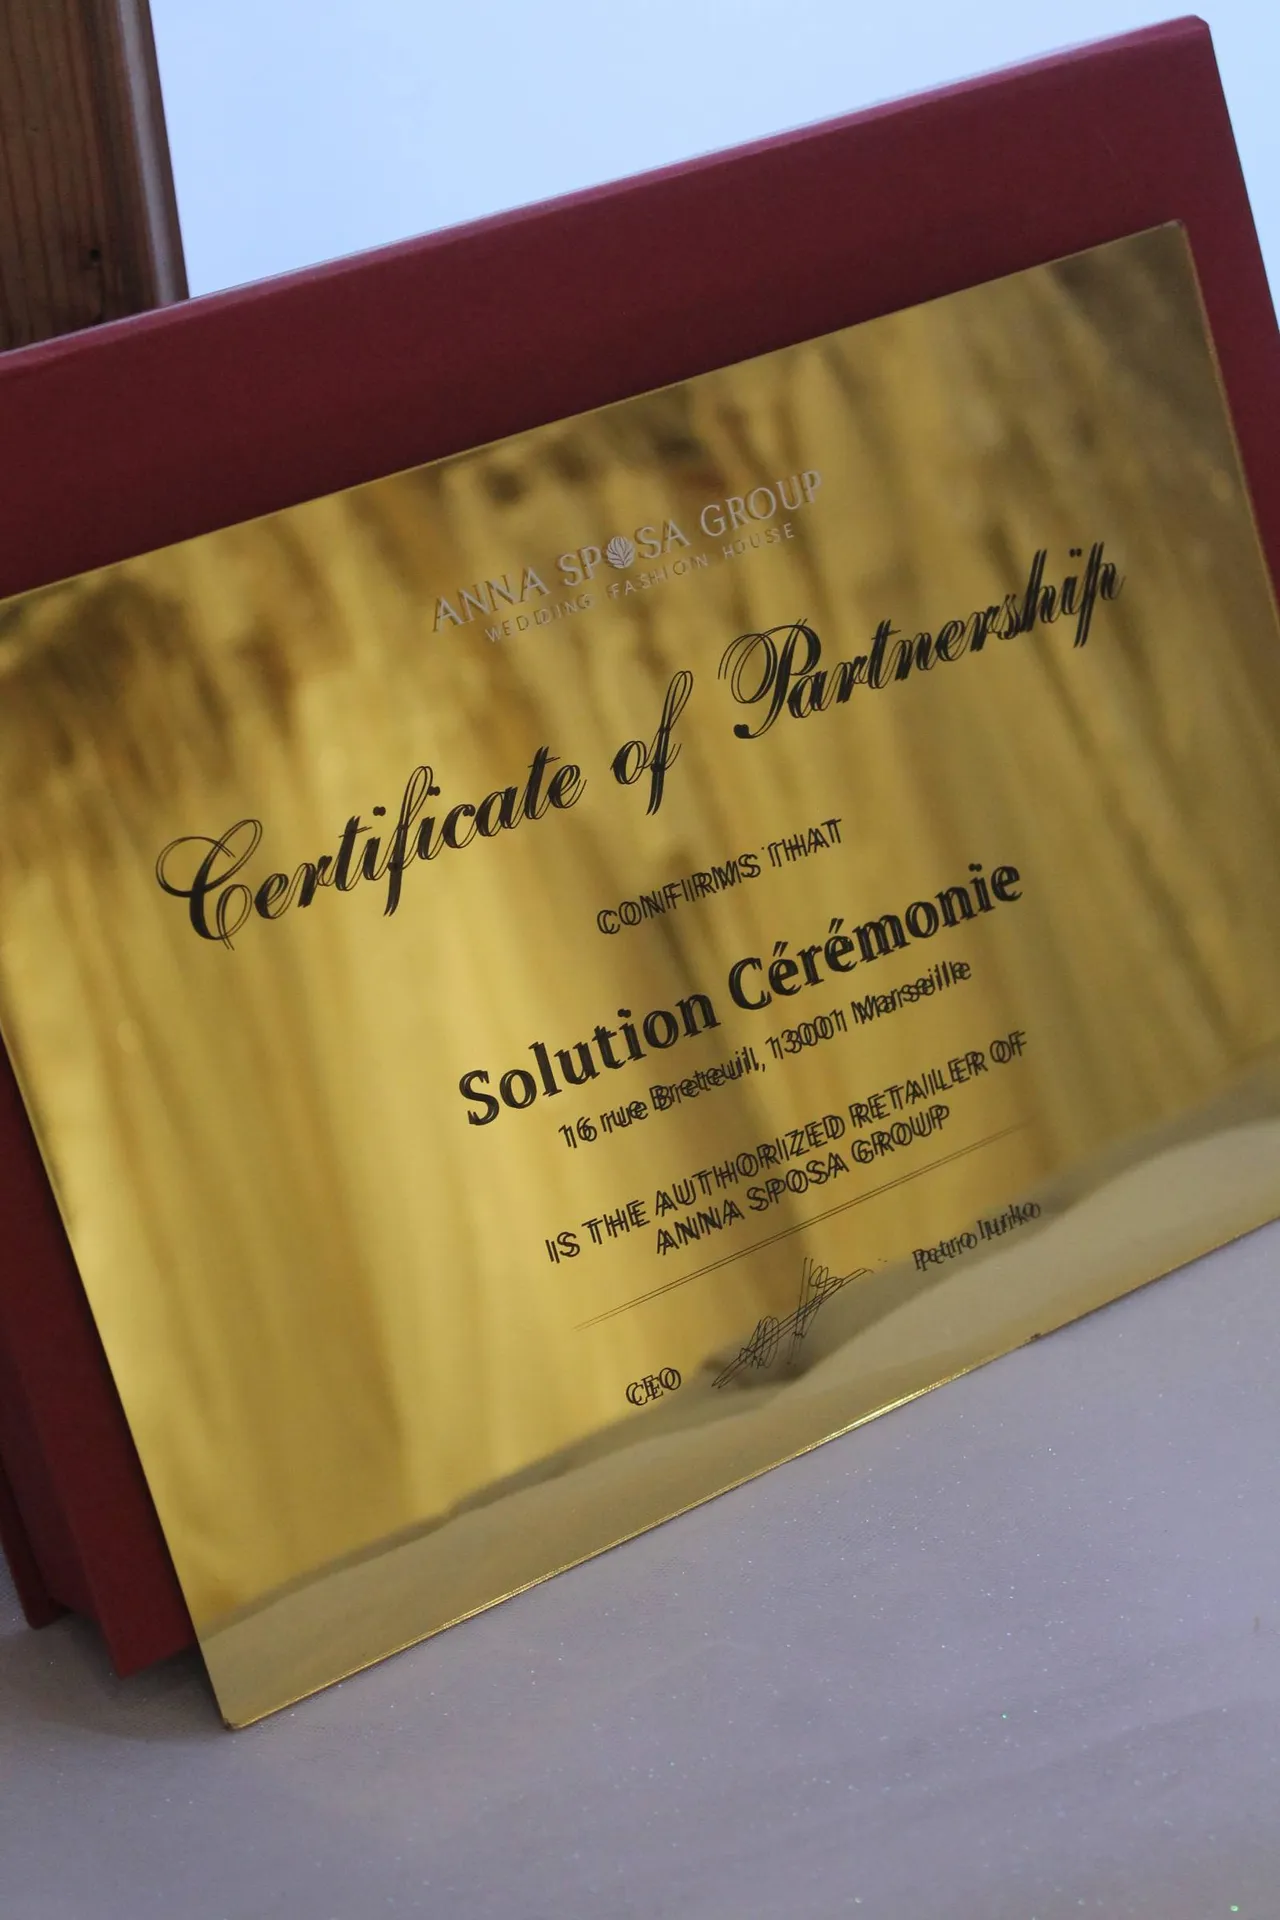 ANNA SPOSA GROUP
WEDDING FASHION HOUSE
Certificate of Partnership
CONFIRMS THAT
Solution Cérémonie
16 rue Breteuil, 13001 Marseille
IS THE AUTHORIZED RETAILER OF
ANNA SPOSA GROUP
CEO
Petro Iurko